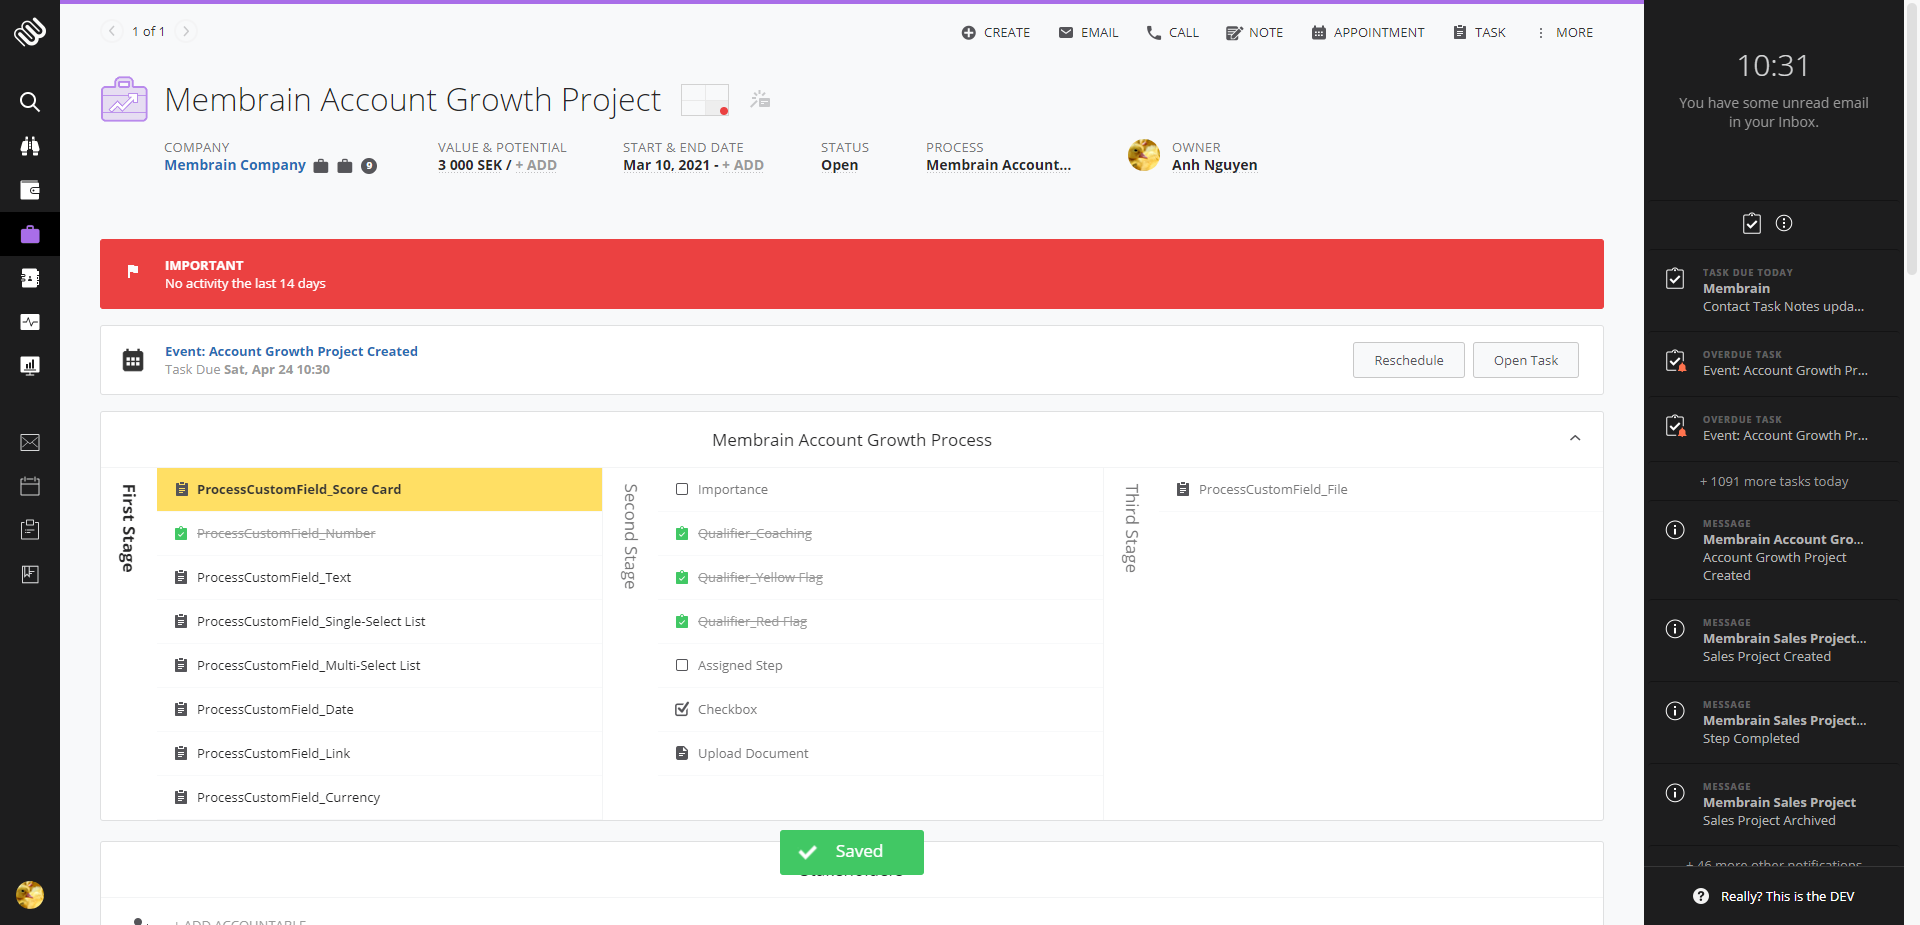 1 of 1
CREATE
EMAIL
CALL
NOTE
APPOINTMENT
TASK
MORE
Membrain Account Growth Project
COMPANY
Membrain Company
9
VALUE & POTENTIAL
3 000 SEK / + ADD
START & END DATE
Mar 10, 2021 - + ADD
STATUS
Open
PROCESS
Membrain Account...
OWNER
Anh Nguyen
IMPORTANT
No activity the last 14 days
Event: Account Growth Project Created
Task Due Sat, Apr 24 10:30
Reschedule
Open Task
Membrain Account Growth Process
First Stage
ProcessCustomField_Score Card
ProcessCustomField_Number
ProcessCustomField_Text
ProcessCustomField_Single-Select List
ProcessCustomField_Multi-Select List
ProcessCustomField_Date
ProcessCustomField_Link
ProcessCustomField_Currency
Second Stage
Importance
Qualifier_Coaching
Qualifier_Yellow Flag
Qualifier_Red Flag
Assigned Step
Checkbox
Upload Document
Third Stage
ProcessCustomField_File
Saved
+ ADD ACCOUNTABLE
10:31
You have some unread email
in your Inbox.
TASK DUE TODAY
Membrain
Contact Task Notes upda...
OVERDUE TASK
Event: Account Growth Pr...
OVERDUE TASK
Event: Account Growth Pr...
+ 1091 more tasks today
MESSAGE
Membrain Account Gro...
Account Growth Project
Created
MESSAGE
Membrain Sales Project...
Sales Project Created
MESSAGE
Membrain Sales Project...
Step Completed
MESSAGE
Membrain Sales Project
Sales Project Archived
+ 46 more other notifications
Really? This is the DEV